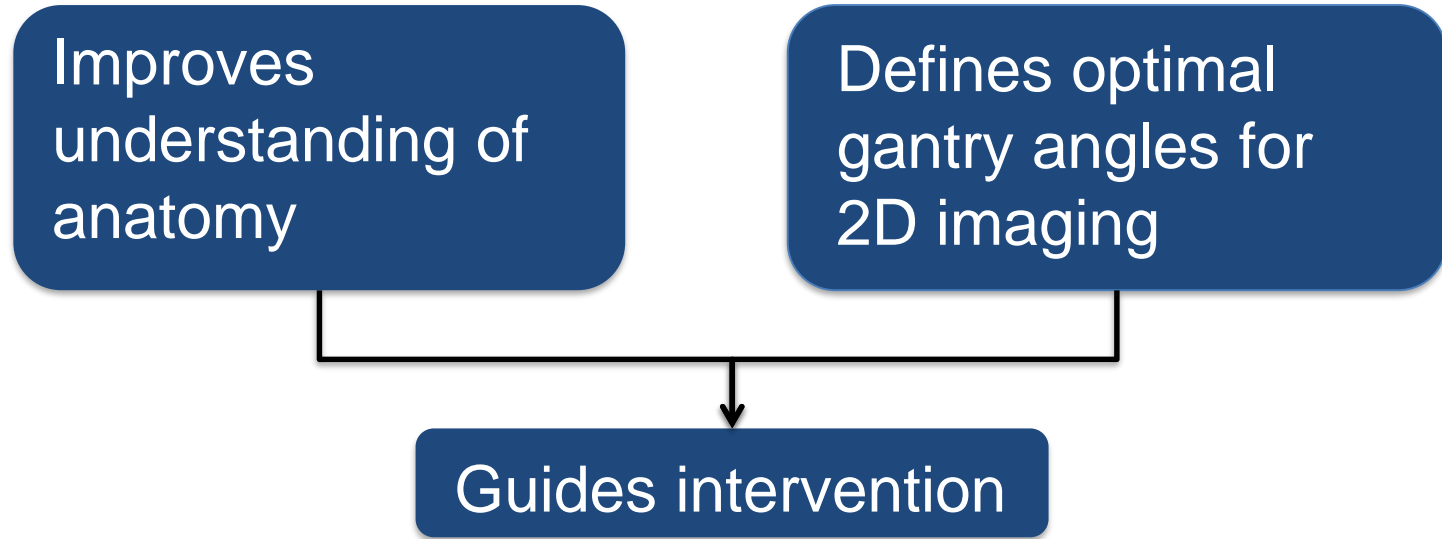 Improves
understanding of
anatomy
Defines optimal
gantry angles for
2D imaging
Guides intervention